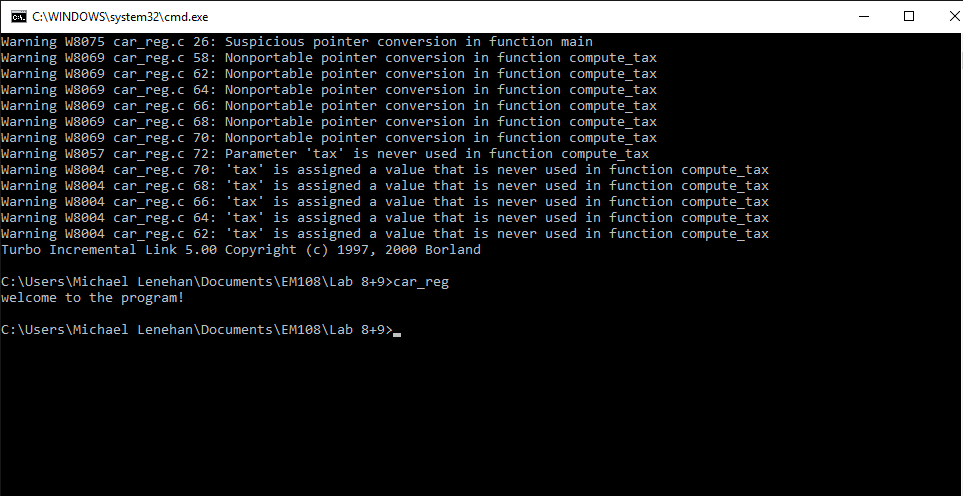 C:\WINDOWS\system32\cmd.exe
Warning W8075 car_reg.c 26: Suspicious pointer conversion in function main
Warning W8069 car_reg.c 58: Nonportable pointer conversion in function compute_tax
Warning W8069 car_reg.c 62: Nonportable pointer conversion in function compute_tax
Warning W8069 car_reg.c 64: Nonportable pointer conversion in function compute_tax
Warning W8069 car_reg.c 66: Nonportable pointer conversion in function compute_tax
Warning W8069 car_reg.c 68: Nonportable pointer conversion in function compute_tax
Warning W8069 car_reg.c 70: Nonportable pointer conversion in function compute_tax
Warning W8057 car_reg.c 72: Parameter 'tax' is never used in function compute_tax
Warning W8004 car_reg.c 70: 'tax' is assigned a value that is never used in function compute_tax
Warning W8004 car_reg.c 68: 'tax' is assigned a value that is never used in function compute_tax
Warning W8004 car_reg.c 66: 'tax' is assigned a value that is never used in function compute_tax
Warning W8004 car_reg.c 64: 'tax' is assigned a value that is never used in function compute_tax
Warning W8004 car_reg.c 62: 'tax' is assigned a value that is never used in function compute_tax
Turbo Incremental Link 5.00 Copyright (c) 1997, 2000 Borland
C:\Users\Michael Lenehan\Documents\EM108\Lab 8+9>car_reg
welcome to the program!
C:\Users\Michael Lenehan\Documents\EM108\Lab 8+9>